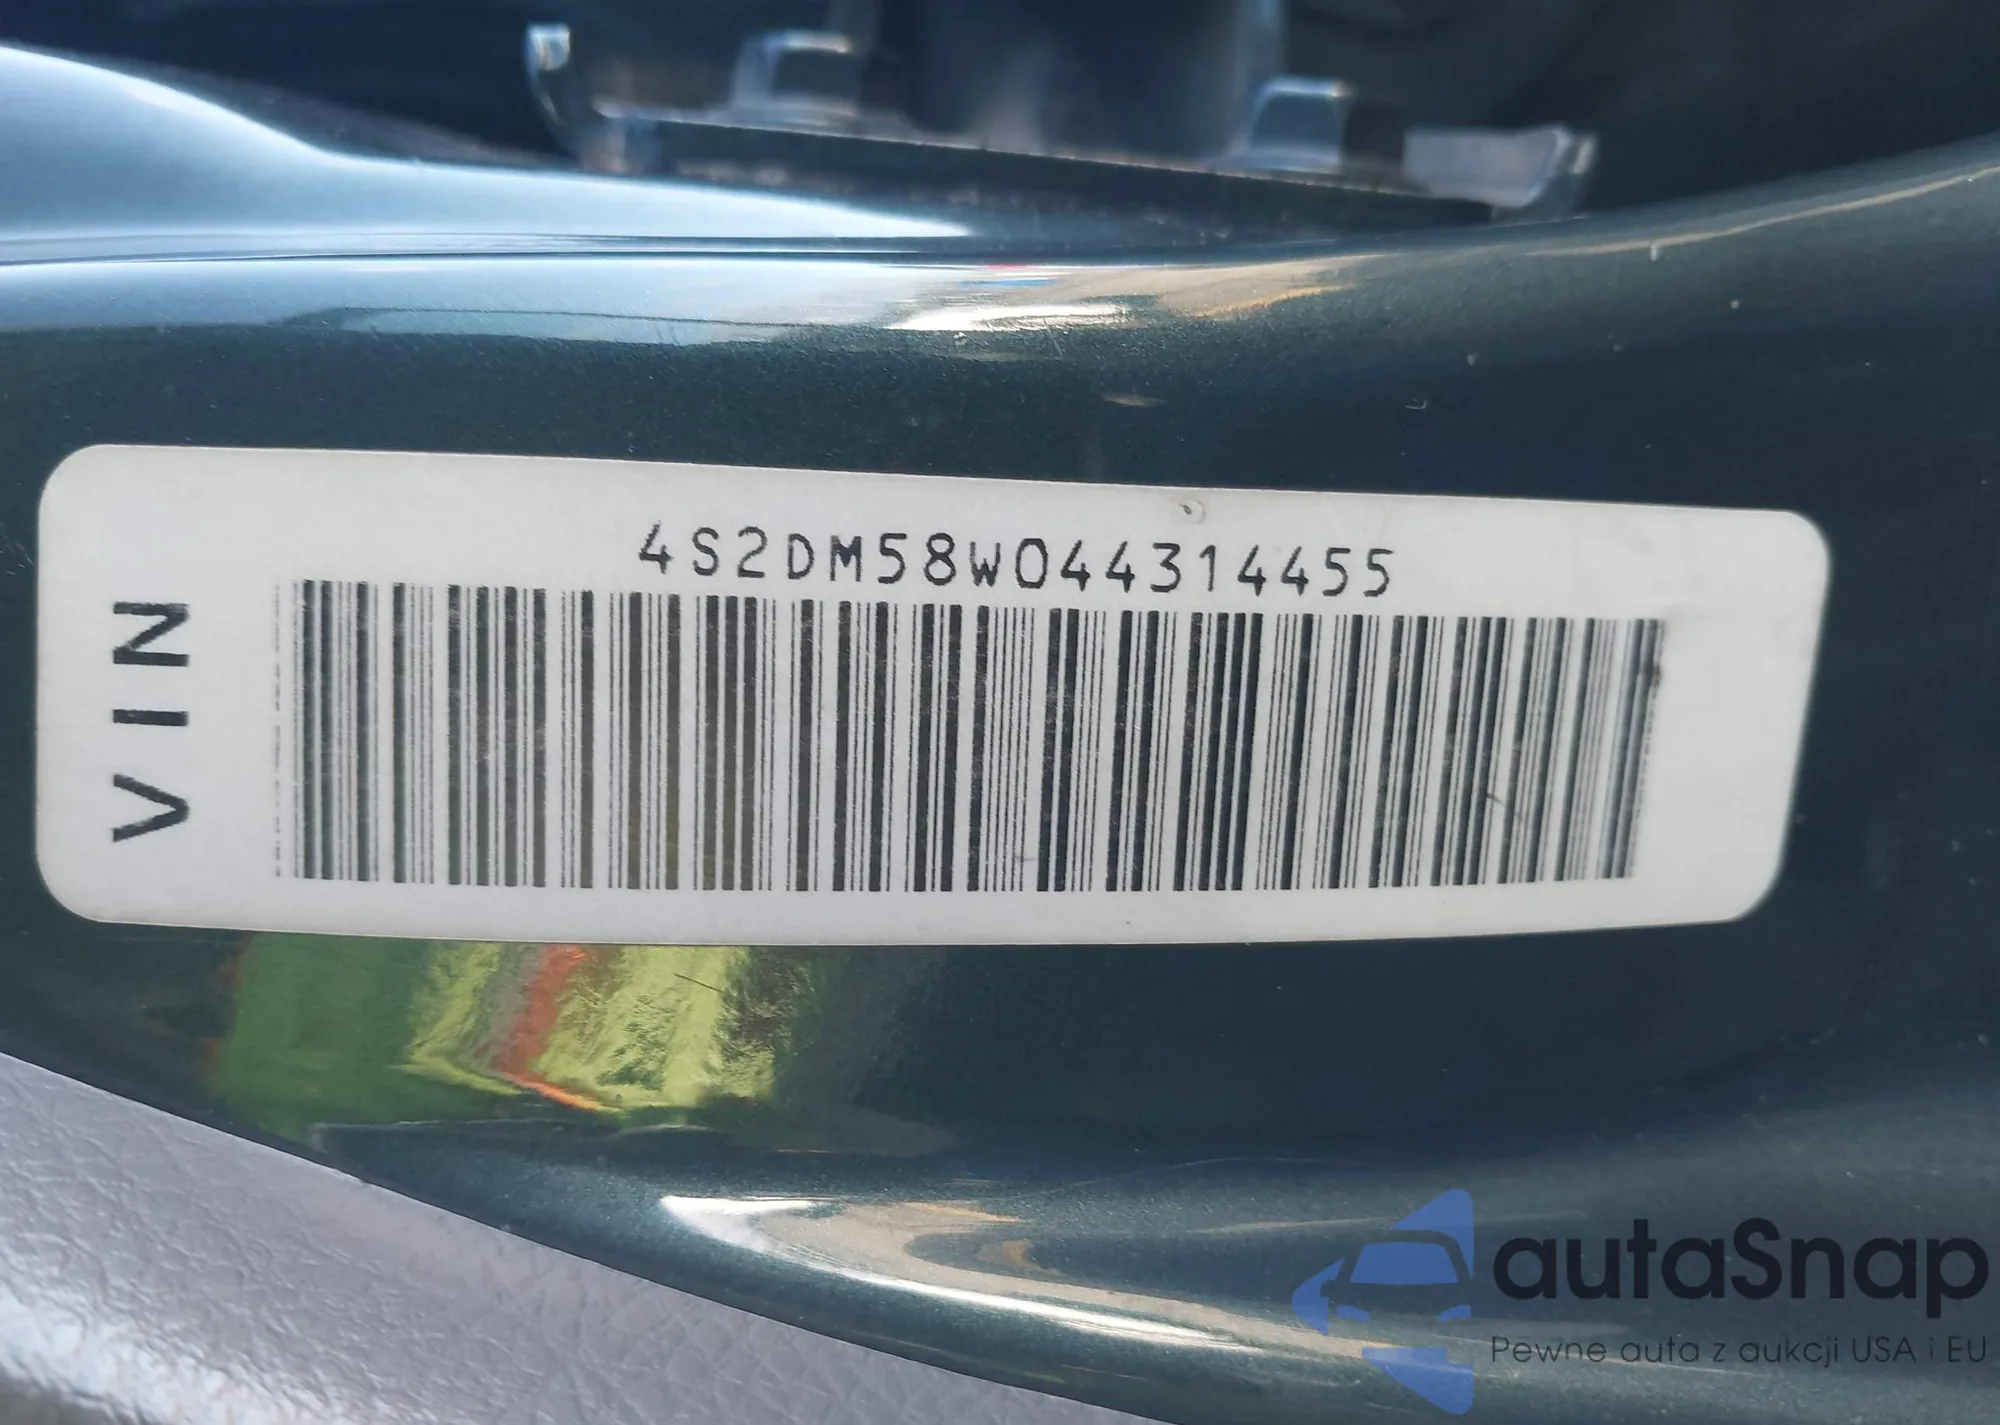 4S2DM58W044314455
VIN
autaSnap
Pewne auta z aukcji USA i EU